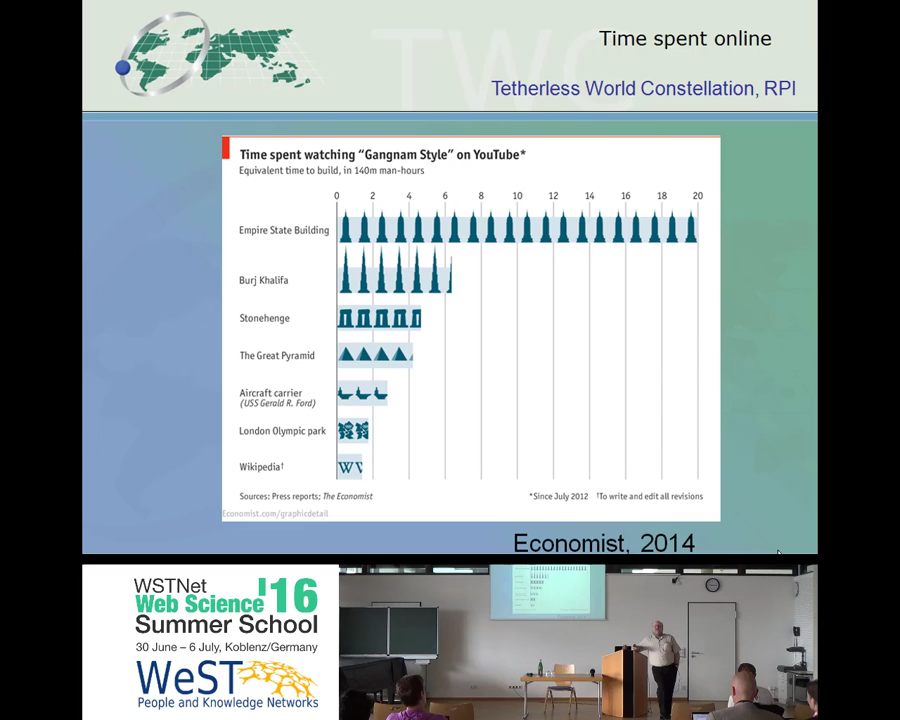 TWC
Time spent online
Tetherless World Constellation, RPI
Time spent watching “Gangnam Style” on YouTube*
Equivalent time to build, in 140m man-hours
0 2 4 6 8 10 12 14 16 18 20
Empire State Building
Burj Khalifa
Stonehenge
The Great Pyramid
Aircraft carrier
(USS Gerald R. Ford)
London Olympic park
Wikipedia†
W
Sources: Press reports; The Economist
*Since July 2012 †To write and edit all revisions
Economist.com/graphicdetail
Economist, 2014
WSTNet
Web Science '16
Summer School
30 June – 6 July, Koblenz/Germany
WeST
People and Knowledge Networks